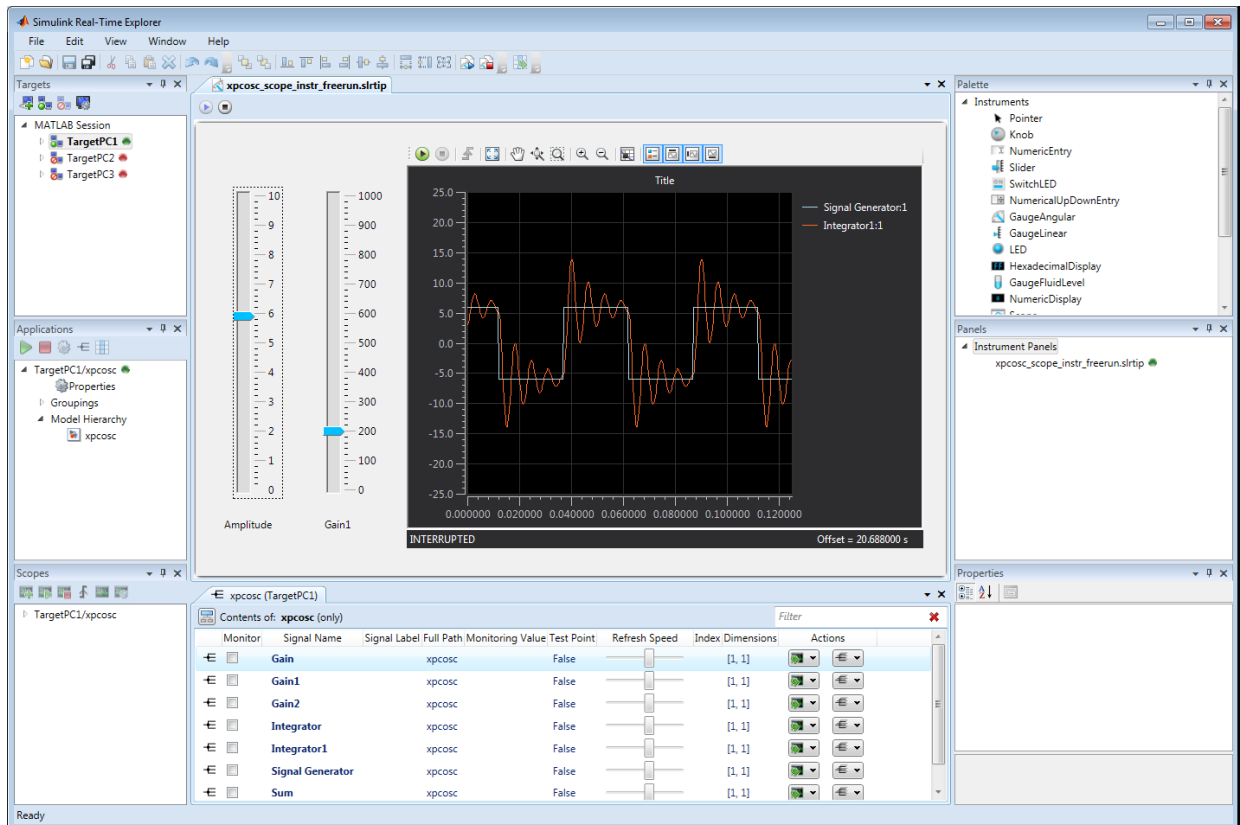 Simulink Real-Time Explorer
File Edit View Window Help
Targets
MATLAB Session
TargetPC1
TargetPC2
TargetPC3
Applications
TargetPC1/xpcosc
Properties
Groupings
Model Hierarchy
xpcosc
Scopes
TargetPC1/xpcosc
xpcosc_scope_instr_freerun.slrtip
10
9
8
7
6
5
4
3
2
1
0
Amplitude
1000
900
800
700
600
500
400
300
200
100
0
Gain1
Title
25.0
20.0
15.0
10.0
5.0
0.0
-5.0
-10.0
-15.0
-20.0
-25.0
0.000000 0.020000 0.040000 0.060000 0.080000 0.100000 0.120000
Signal Generator:1
Integrator1:1
INTERRUPTED Offset = 20.688000 s
xpcosc (TargetPC1)
Contents of: xpcosc (only) Filter
Monitor Signal Name Signal Label Full Path Monitoring Value Test Point Refresh Speed Index Dimensions Actions
Gain xpcosc False [1, 1]
Gain1 xpcosc False [1, 1]
Gain2 xpcosc False [1, 1]
Integrator xpcosc False [1, 1]
Integrator1 xpcosc False [1, 1]
Signal Generator xpcosc False [1, 1]
Sum xpcosc False [1, 1]
Palette
Instruments
Pointer
Knob
NumericEntry
Slider
SwitchLED
NumericalUpDownEntry
GaugeAngular
GaugeLinear
LED
HexadecimalDisplay
GaugeFluidLevel
NumericDisplay
Panels
Instrument Panels
xpcosc_scope_instr_freerun.slrtip
Properties
Ready